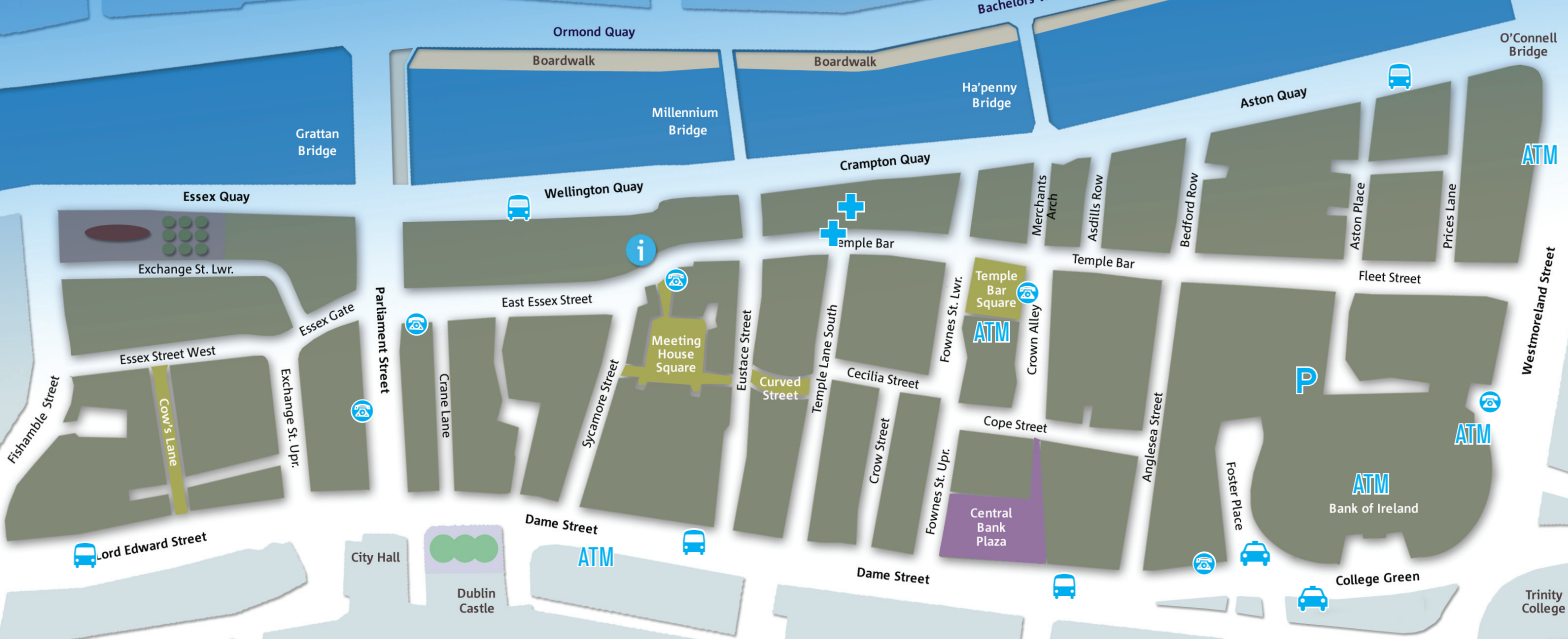 Bachelors
Ormond Quay
O'Connell
Bridge
Boardwalk
Boardwalk
Ha'penny
Bridge
Aston Quay
Millennium
Bridge
Grattan
Bridge
ATM
Crampton Quay
Essex Quay
Wellington Quay
Merchants
Arch
Asdills Row
Bedford Row
Aston Place
Prices Lane
i
emple Bar
Temple Bar
Exchange St. Lwr.
Fleet Street
Temple
Bar
Square
East Essex Street
Essex Gate
Parliament Street
Fownes St. Lwr.
Crown Alley
ATM
Westmoreland Street
Meeting
House
Square
Eustace Street
Temple Lane South
Essex Street West
Curved
Street
Cecilia Street
P
Fishamble Street
Cow's Lane
Exchange St. Upr.
Crane Lane
Sycamore Street
Cope Street
Crow Street
Anglesea Street
ATM
Fownes St. Upr.
Foster Place
ATM
Bank of Ireland
Central
Bank
Plaza
Dame Street
Lord Edward Street
City Hall
ATM
Dame Street
College Green
Dublin
Castle
Trinity
College